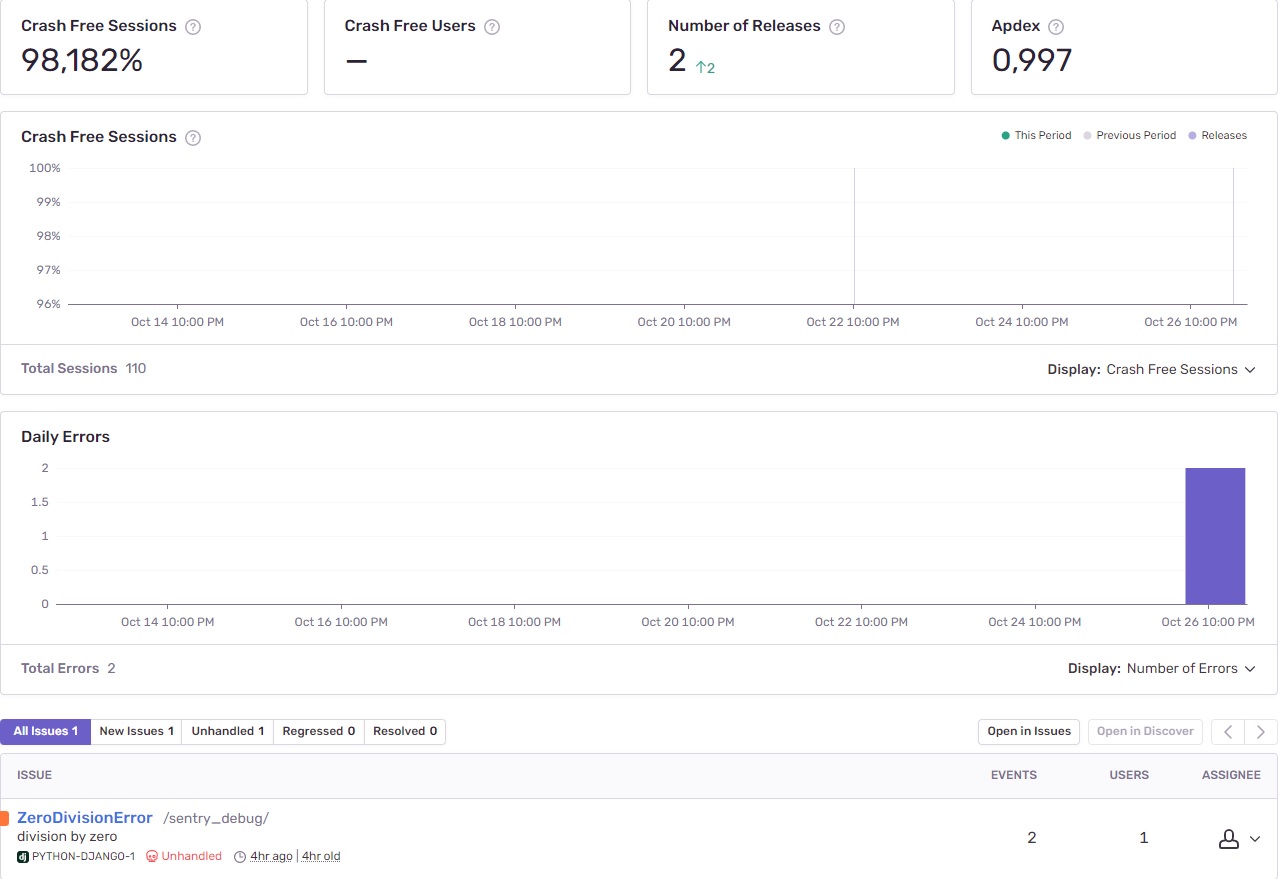 Crash Free Sessions ?
98,182%
Crash Free Users ?
—
Number of Releases ?
2 ↑2
Apdex ?
0,997
Crash Free Sessions ?
This Period Previous Period Releases
100%
99%
98%
97%
96%
Oct 14 10:00 PM Oct 16 10:00 PM Oct 18 10:00 PM Oct 20 10:00 PM Oct 22 10:00 PM Oct 24 10:00 PM Oct 26 10:00 PM
Total Sessions 110
Display: Crash Free Sessions
Daily Errors
2
1.5
1
0.5
0
Oct 14 10:00 PM Oct 16 10:00 PM Oct 18 10:00 PM Oct 20 10:00 PM Oct 22 10:00 PM Oct 24 10:00 PM Oct 26 10:00 PM
Total Errors 2
Display: Number of Errors
All Issues 1 New Issues 1 Unhandled 1 Regressed 0 Resolved 0
Open in Issues Open in Discover
ISSUE EVENTS USERS ASSIGNEE
ZeroDivisionError /sentry_debug/
division by zero
2 1
dj PYTHON-DJANGO-1 Unhandled 4hr ago | 4hr old